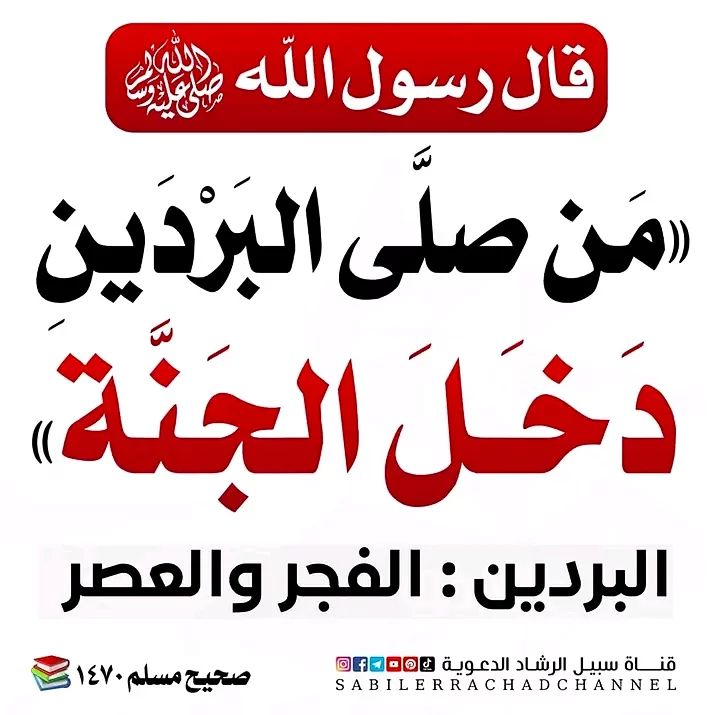 قال رسول الله صلى الله عليه وسلم
«مَن صلَّى البَرْدَينِ
دَخَلَ الجَنَّةَ»
البردين : الفجر والعصر
قناة سبيل الرشاد الدعوية
SABILERRACHADCHANNEL
صحيح مسلم ١٤٧٠